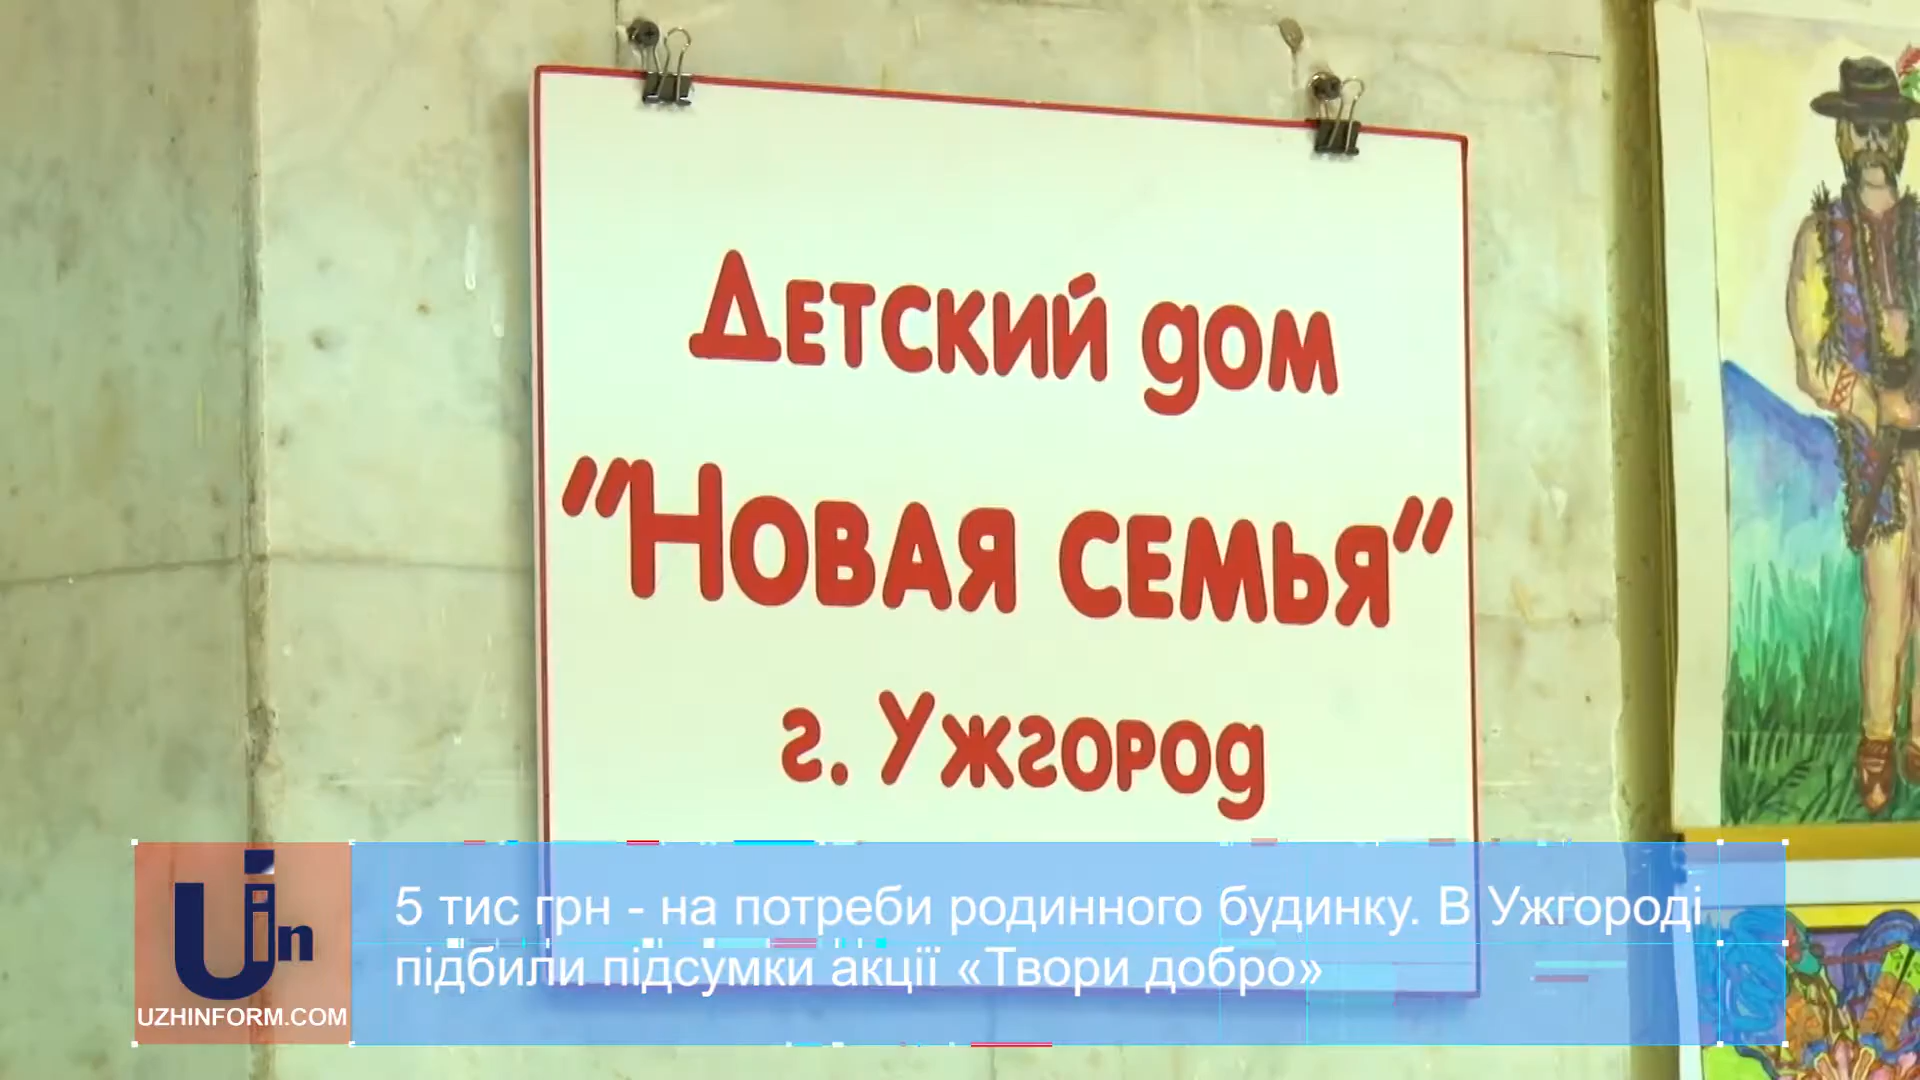 Детский дом
"Новая семья"
г. Ужгород
5 тис грн - на потреби родинного будинку. В Ужгороді
підбили підсумки акції «Твори добро»
Uin
UZHINFORM.COM